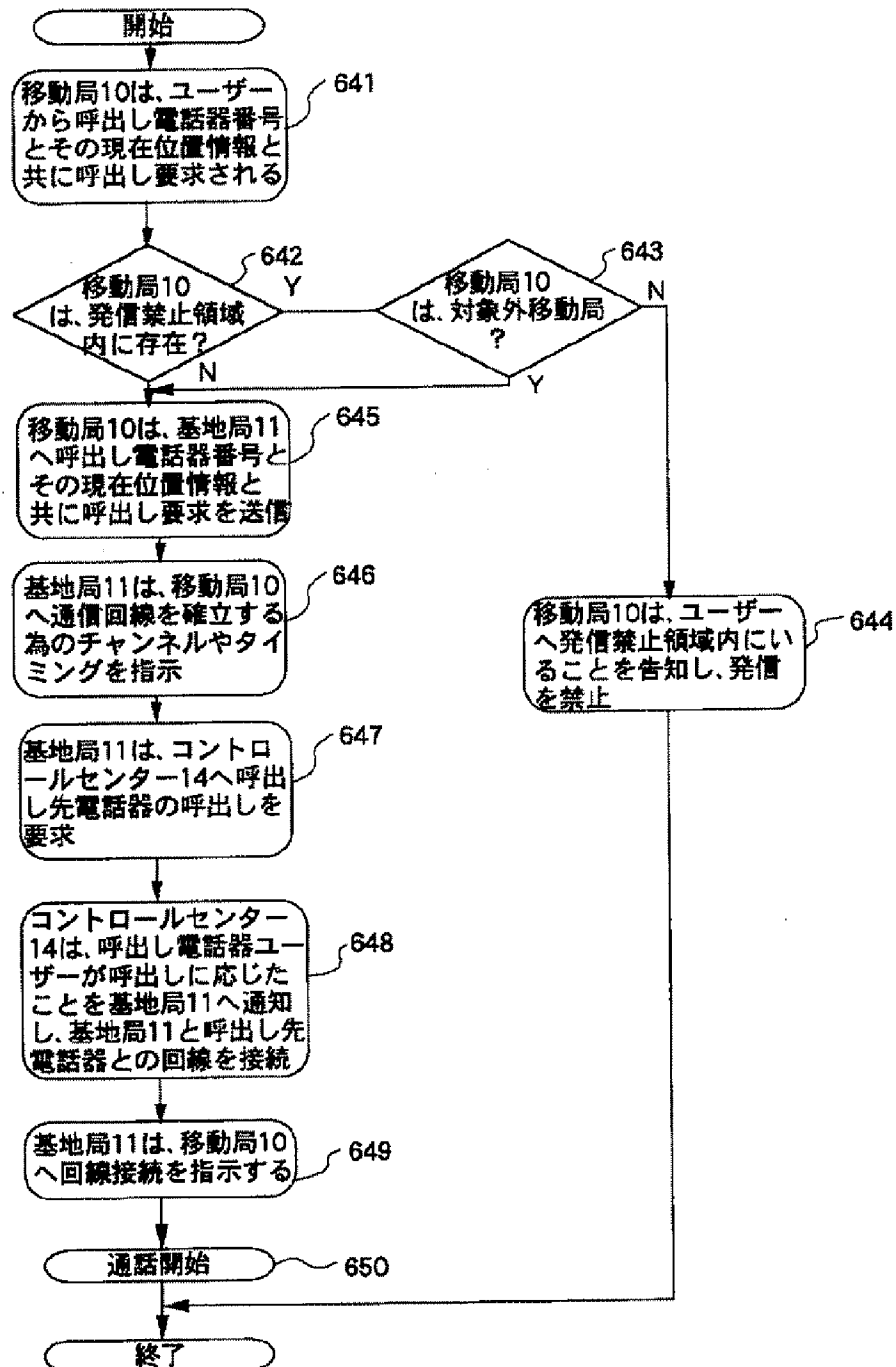 開始
移動局10は、ユーザー
から呼出し電話器番号
とその現在位置情報と
共に呼出し要求される
641
移動局10
は、発信禁止領域
内に存在?
642
Y
N
移動局10
は、対象外移動局
?
643
N
Y
移動局10は、基地局11
へ呼出し電話器番号と
その現在位置情報と
共に呼出し要求を送信
645
基地局11は、移動局10
へ通信回線を確立する
為のチャンネルやタイ
ミングを指示
646
移動局10は、ユーザー
へ発信禁止領域内にい
ることを告知し、発信
を禁止
644
基地局11は、コントロ
ールセンター14へ呼出
し先電話器の呼出しを
要求
647
コントロールセンター
14は、呼出し電話器ユー
ザーが呼出しに応じた
ことを基地局11へ通知
し、基地局11と呼出し先
電話器との回線を接続
648
基地局11は、移動局10
へ回線接続を指示する
649
通話開始
650
終了